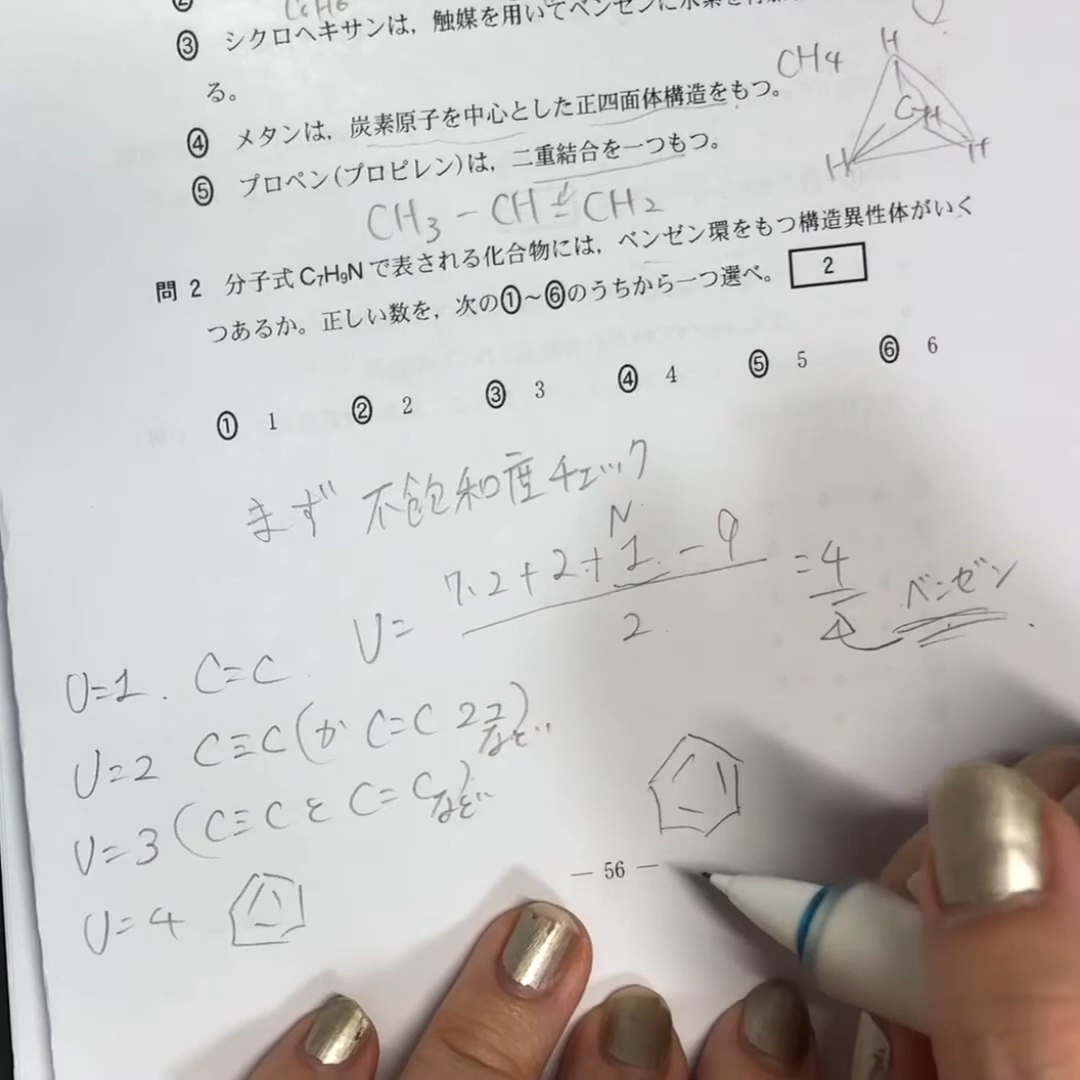 ③ シクロヘキサンは，触媒を用いてベンゼンに水素を
る。
④ メタンは，炭素原子を中心とした正四面体構造をもつ。 CH4
H
C H
H H
⑤ プロペン（プロピレン）は，二重結合を一つもつ。
CH3 - CH = CH2
問 2 分子式 C7H9N で表される化合物には，ベンゼン環をもつ構造異性体がいく
つあるか。正しい数を，次の①～⑥のうちから一つ選べ。 2
① 1 ② 2 ③ 3 ④ 4 ⑤ 5 ⑥ 6
まず 不飽和度チェック
N
U= 7·2+2+1-9 / 2 =4 ベンゼン
U=1. C=C
U=2 C≡C (か C=C 2コ) など..
U=3 (C≡C と C=C) など..
U=4
— 56 —